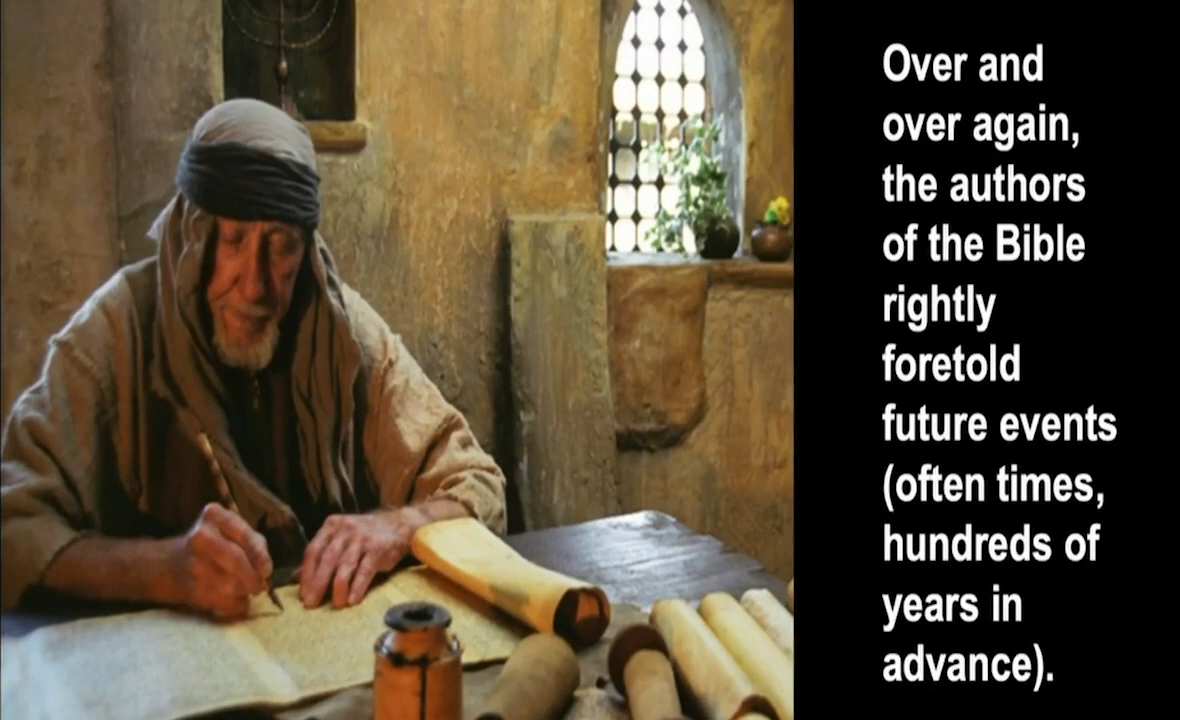 Over and
over again,
the authors
of the Bible
rightly
foretold
future events
(often times,
hundreds of
years in
advance).